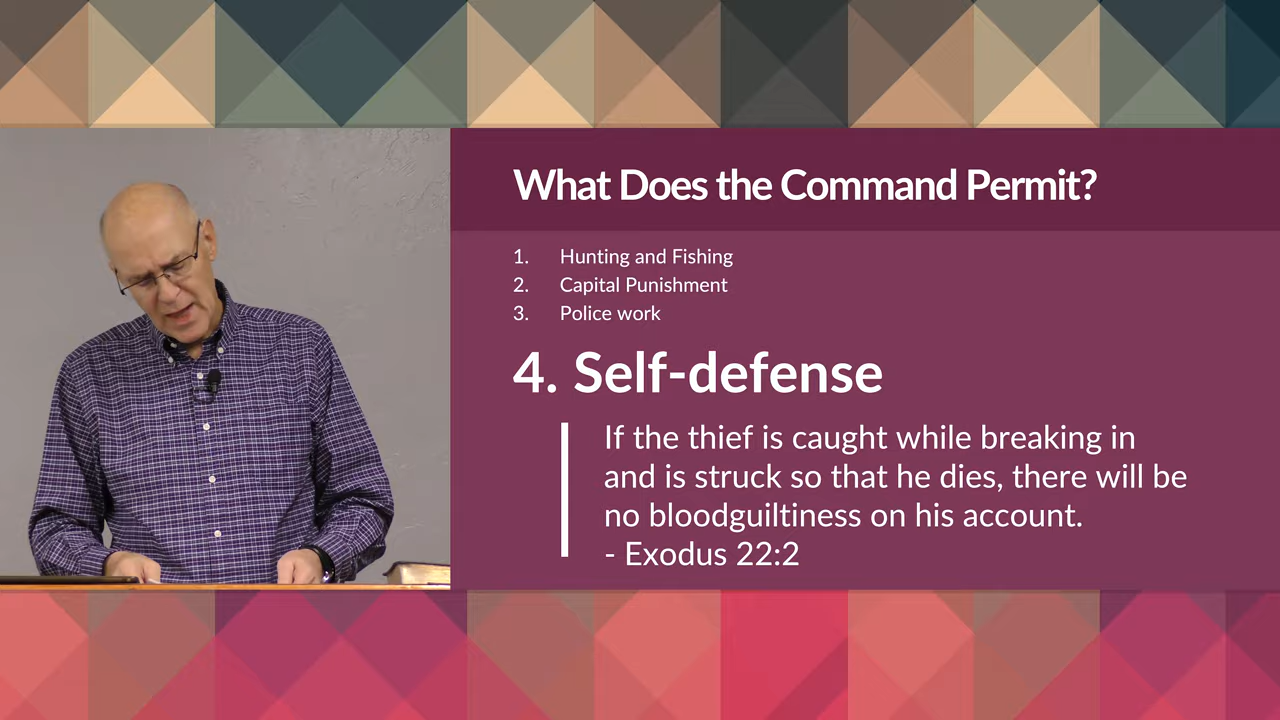 What Does the Command Permit?
1. Hunting and Fishing
2. Capital Punishment
3. Police work
4. Self-defense
If the thief is caught while breaking in
and is struck so that he dies, there will be
no bloodguiltiness on his account.
- Exodus 22:2